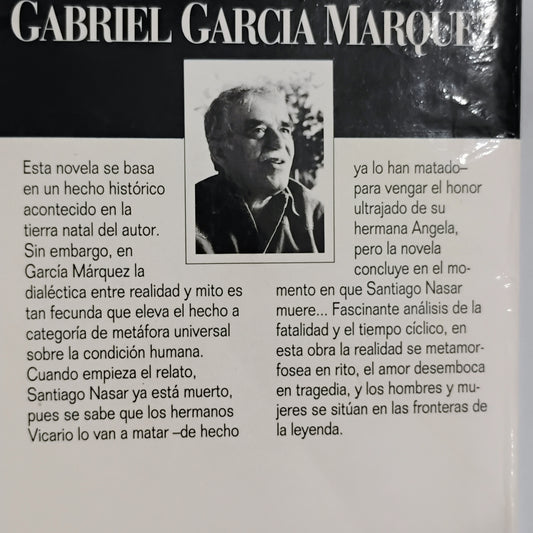 GABRIEL GARCIA MARQUEZ
Esta novela se basa
en un hecho histórico
acontecido en la
tierra natal del autor.
Sin embargo, en
García Márquez la
dialéctica entre realidad y mito es
tan fecunda que eleva el hecho a
categoría de metáfora universal
sobre la condición humana.
Cuando empieza el relato,
Santiago Nasar ya está muerto,
pues se sabe que los hermanos
Vicario lo van a matar –de hecho
ya lo han matado–
para vengar el honor
ultrajado de su
hermana Angela,
pero la novela
concluye en el mo-
mento en que Santiago Nasar
muere... Fascinante análisis de la
fatalidad y el tiempo cíclico, en
esta obra la realidad se metamor-
fosea en rito, el amor desemboca
en tragedia, y los hombres y mu-
jeres se sitúan en las fronteras de
la leyenda.